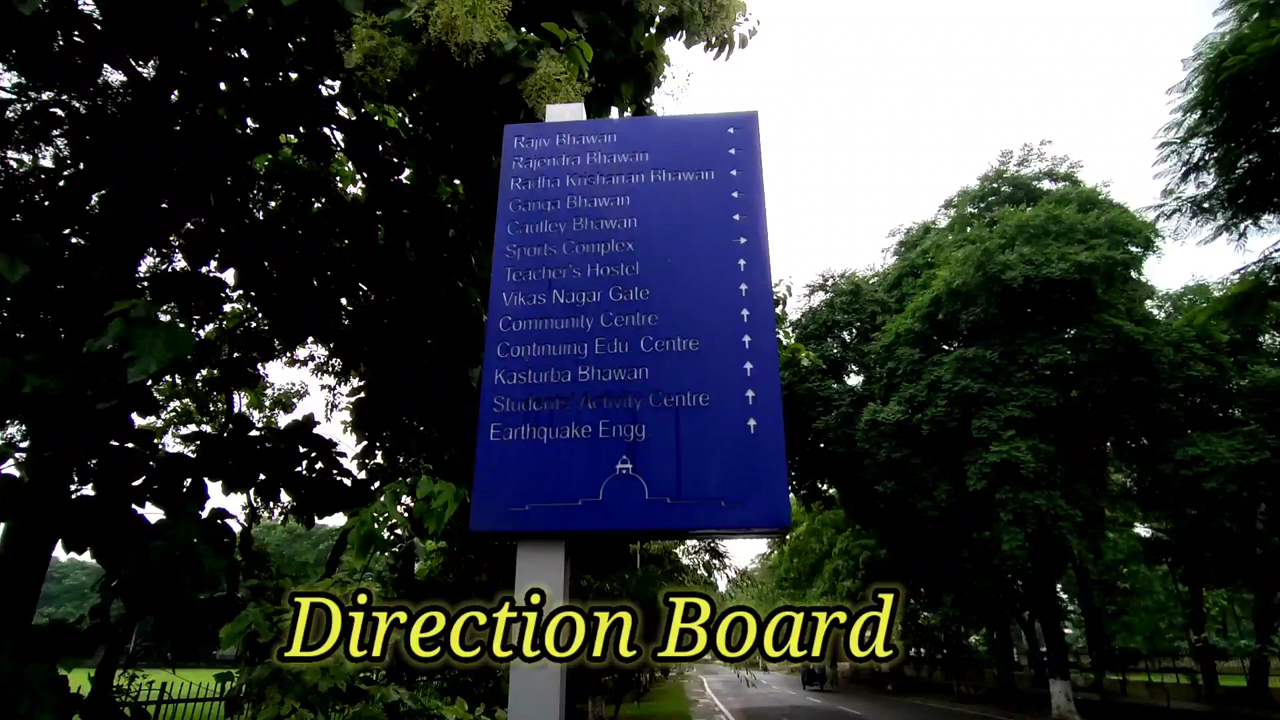 Rajiv Bhawan ←
Rajendra Bhawan ←
Radha Krishanan Bhawan ←
Ganga Bhawan ←
Cautley Bhawan ←
Sports Complex →
Teacher's Hostel ↑
Vikas Nagar Gate ↑
Community Centre ↑
Continuing Edu. Centre ↑
Kasturba Bhawan ↑
Students' Activity Centre ↑
Earthquake Engg ↑
Direction Board